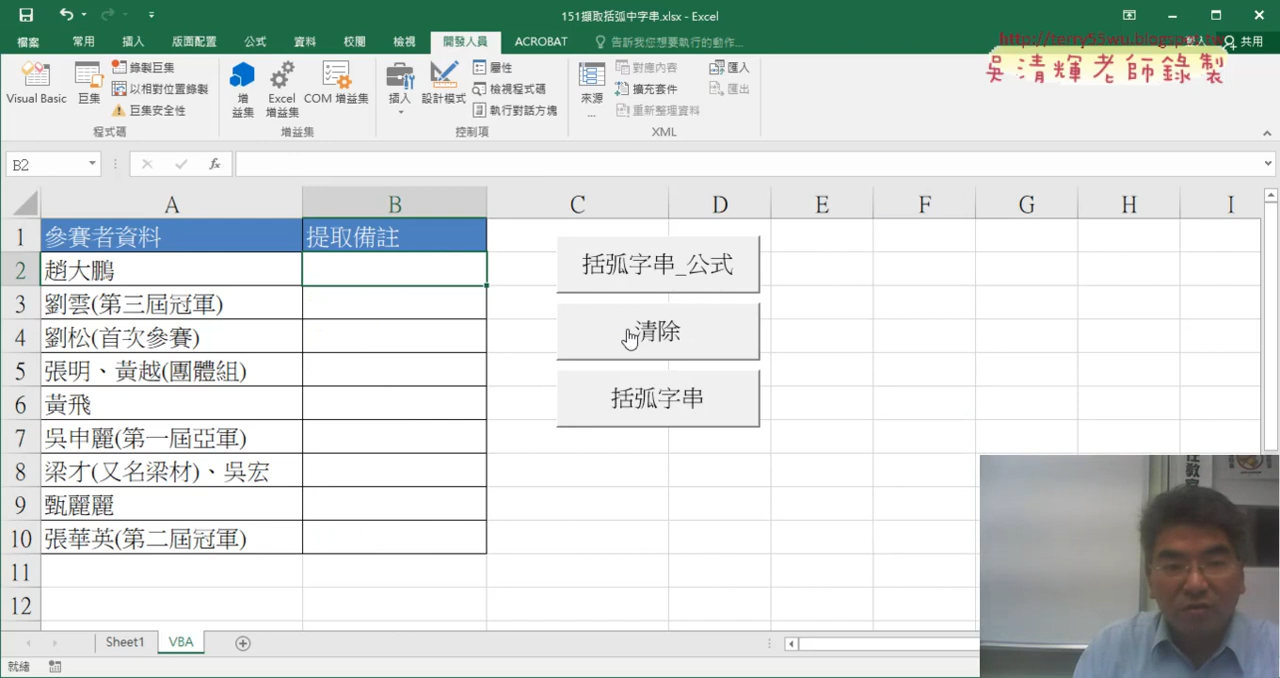 151擷取括弧中字串.xlsx - Excel
檔案 常用 插入 版面配置 公式 資料 校閱 檢視 開發人員 ACROBAT 告訴我您想執行的動作... 共用
http://terry55wu.blogspot.tw
吳清輝老師錄製
Visual Basic 巨集 錄製巨集 以相對位置錄製 巨集安全性
增益集 Excel 增益集 COM 增益集
插入 設計模式 屬性 檢視程式碼 執行對話方塊
來源 ... 對應內容 擴充套件 重新整理資料 匯入 匯出
程式碼 增益集 控制項 XML
B2 fx
A B C D E F G H I
1 參賽者資料 提取備註
2 趙大鵬
3 劉雲(第三屆冠軍)
4 劉松(首次參賽)
5 張明、黃越(團體組)
6 黃飛
7 吳申麗(第一屆亞軍)
8 梁才(又名梁材)、吳宏
9 甄麗麗
10 張華英(第二屆冠軍)
11
12
括弧字串_公式
清除
括弧字串
Sheet1 VBA
就緒